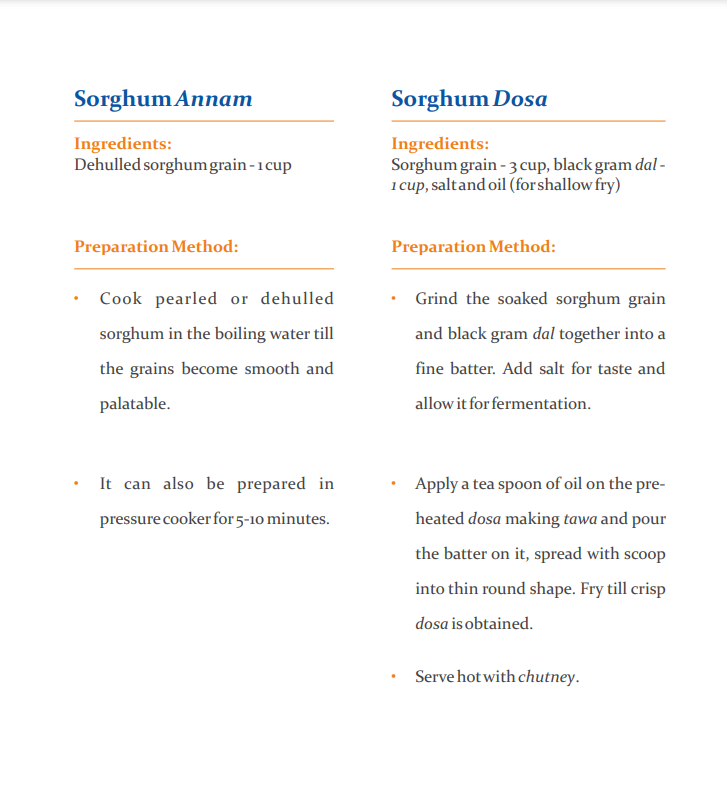 Sorghum Annam
Ingredients:
Dehulled sorghum grain - 1 cup
Preparation Method:
• Cook pearled or dehulled
sorghum in the boiling water till
the grains become smooth and
palatable.
• It can also be prepared in
pressure cooker for 5-10 minutes.
Sorghum Dosa
Ingredients:
Sorghum grain - 3 cup, black gram dal -
1 cup, salt and oil (for shallow fry)
Preparation Method:
• Grind the soaked sorghum grain
and black gram dal together into a
fine batter. Add salt for taste and
allow it for fermentation.
• Apply a tea spoon of oil on the pre-
heated dosa making tawa and pour
the batter on it, spread with scoop
into thin round shape. Fry till crisp
dosa is obtained.
• Serve hot with chutney.